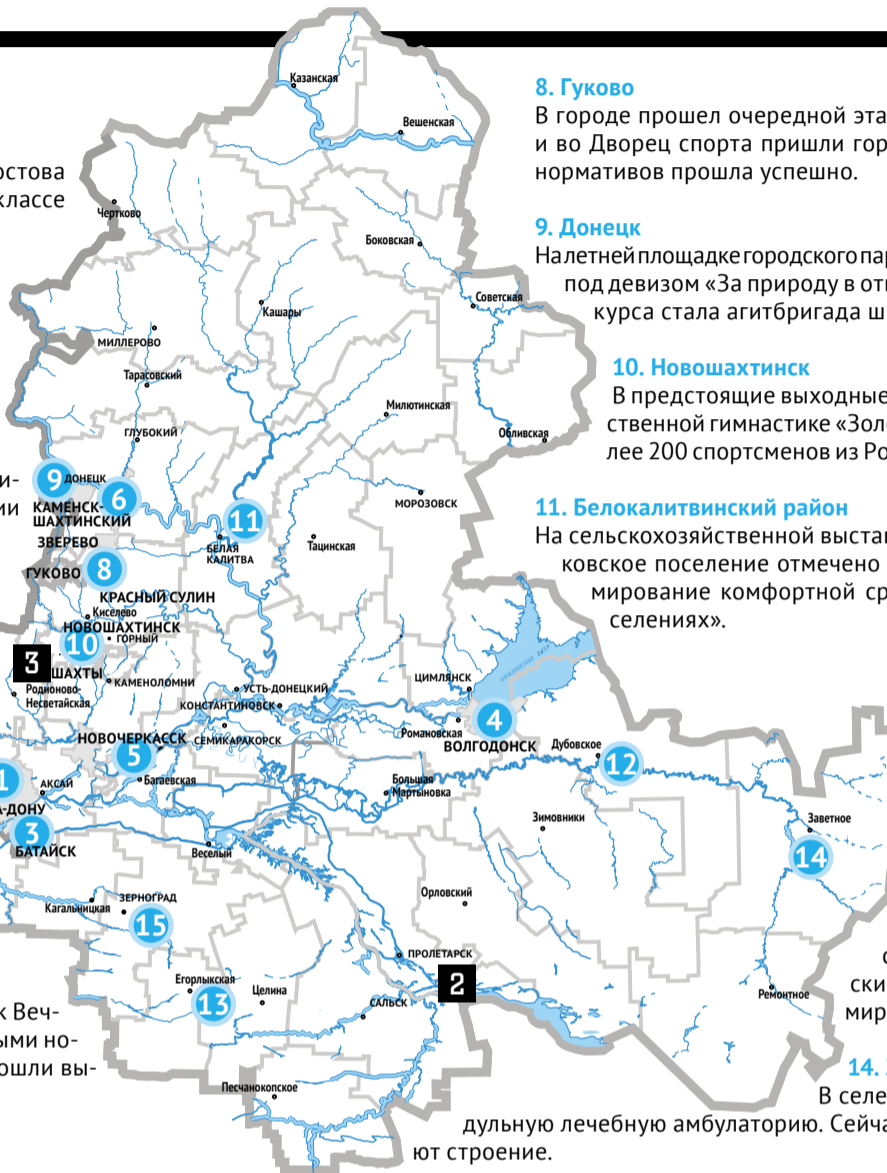 остова
классе
и-
ии
к Веч-
ыми но-
ошли вы-
8. Гуково
В городе прошел очередной эта
и во Дворец спорта пришли гор
нормативов прошла успешно.
9. Донецк
На летней площадке городского пар
под девизом «За природу в отв
курса стала агитбригада ш
10. Новошахтинск
В предстоящие выходные
ственной гимнастике «Золо
лее 200 спортсменов из Ро
11. Белокалитвинский район
На сельскохозяйственной выстав
ковское поселение отмечено
мирование комфортной ср
селениях».
с
ски
мир
14.
В селе
дульную лечебную амбулаторию. Сейча
ют строение.
Казанская
Вешенская
Чертково
Боковская
Советская
Кашары
МИЛЛЕРОВО
Тарасовский
Милютинская
ГЛУБОКИЙ
Обливская
9
ДОНЕЦК
6
КАМЕНСК-
ШАХТИНСКИЙ
МОРОЗОВСК
11
ЗВЕРЕВО
БЕЛАЯ
КАЛИТВА
Тацинская
ГУКОВО
8
КРАСНЫЙ СУЛИН
Киселево
НОВОШАХТИНСК
10
ГОРНЫЙ
3
ШАХТЫ
КАМЕНОЛОМНИ
Родионово-
Несветайская
УСТЬ-ДОНЕЦКИЙ
ЦИМЛЯНСК
КОНСТАНТИНОВСК
4
Романовская
ВОЛГОДОНСК
НОВОЧЕРКАССК
СЕМИКАРАКОРСК
5
Дубовское
12
1
АКСАЙ
Багаевская
Большая
Мартыновка
А-ДОНУ
3
БАТАЙСК
Зимовники
Заветное
14
Веселый
Орловский
Кагальницкая
ЗЕРНОГРАД
15
ПРОЛЕТАРСК
2
Егорлыкская
13
Целина
САЛЬСК
Ремонтное
Песчанокопское